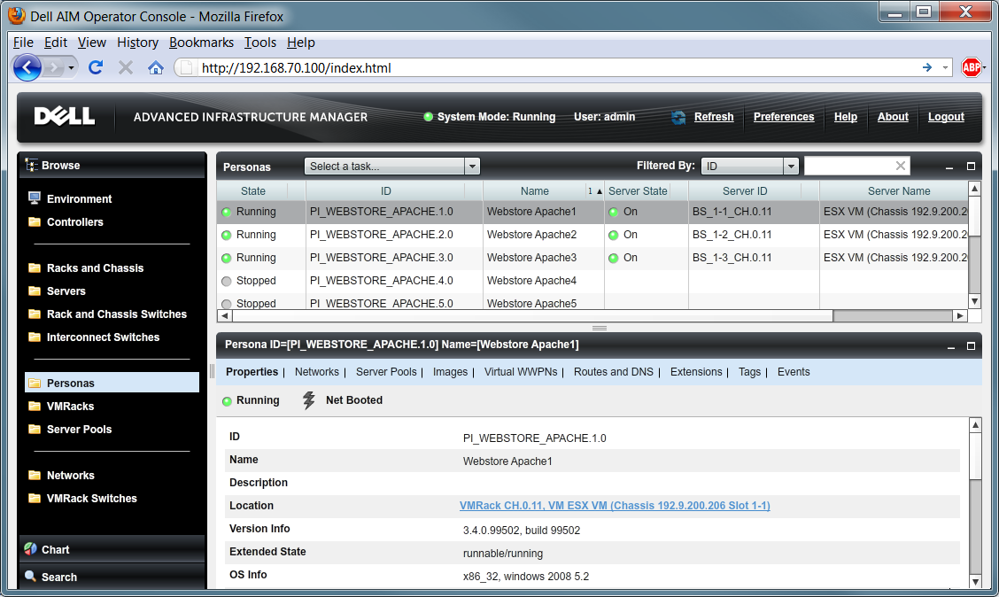 Dell AIM Operator Console - Mozilla Firefox
File Edit View History Bookmarks Tools Help
http://192.168.70.100/index.html
ABP
DELL ADVANCED INFRASTRUCTURE MANAGER System Mode: Running User: admin Refresh Preferences Help About Logout
Browse
Environment
Controllers
Racks and Chassis
Servers
Rack and Chassis Switches
Interconnect Switches
Personas
VMRacks
Server Pools
Networks
VMRack Switches
Chart
Search
Personas Select a task... Filtered By: ID
State ID Name 1 Server State Server ID Server Name
Running PI_WEBSTORE_APACHE.1.0 Webstore Apache1 On BS_1-1_CH.0.11 ESX VM (Chassis 192.9.200.20
Running PI_WEBSTORE_APACHE.2.0 Webstore Apache2 On BS_1-2_CH.0.11 ESX VM (Chassis 192.9.200.20
Running PI_WEBSTORE_APACHE.3.0 Webstore Apache3 On BS_1-3_CH.0.11 ESX VM (Chassis 192.9.200.20
Stopped PI_WEBSTORE_APACHE.4.0 Webstore Apache4
Stopped PI_WEBSTORE_APACHE.5.0 Webstore Apache5
Persona ID=[PI_WEBSTORE_APACHE.1.0] Name=[Webstore Apache1]
Properties | Networks | Server Pools | Images | Virtual WWPNs | Routes and DNS | Extensions | Tags | Events
Running Net Booted
ID PI_WEBSTORE_APACHE.1.0
Name Webstore Apache1
Description
Location VMRack CH.0.11, VM ESX VM (Chassis 192.9.200.206 Slot 1-1)
Version Info 3.4.0.99502, build 99502
Extended State runnable/running
OS Info x86_32, windows 2008 5.2